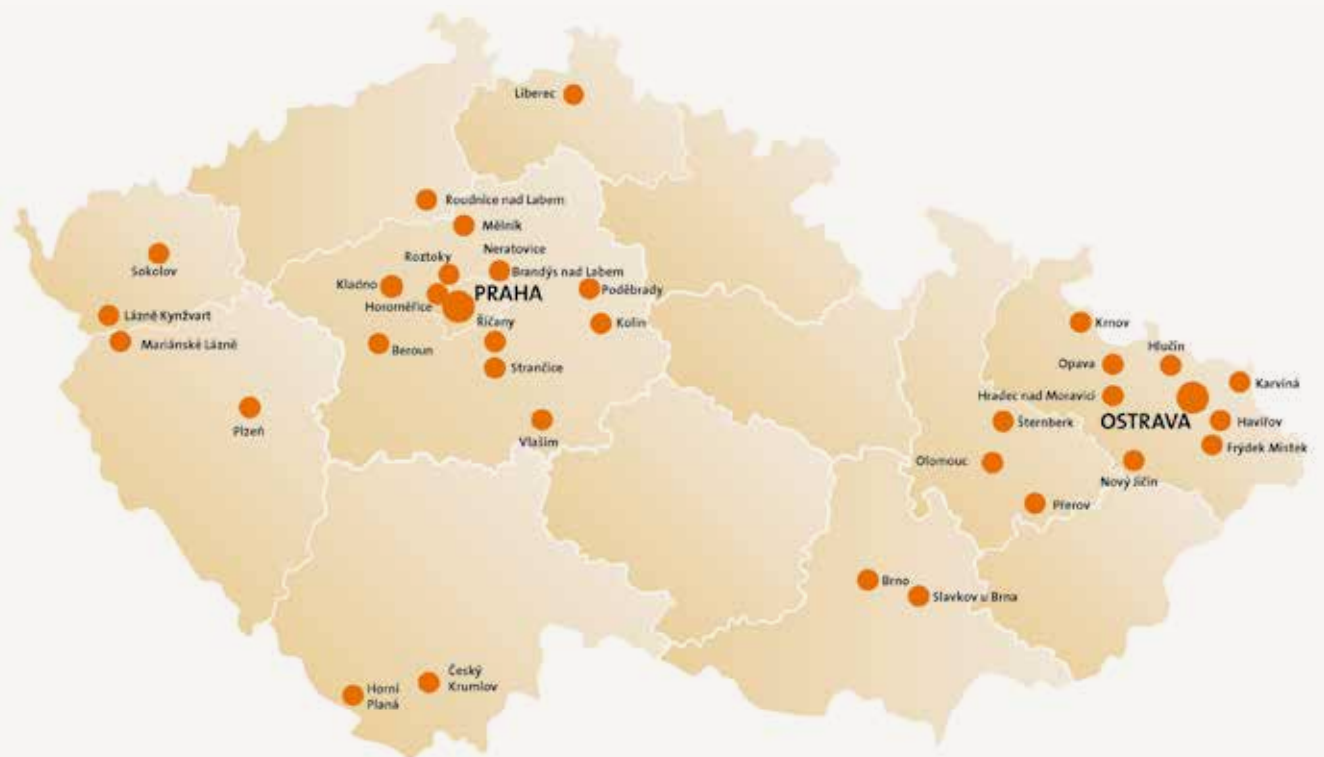 Liberec
Roudnice nad Labem
Mělník
Neratovice
Roztoky
Brandýs nad Labem
Sokolov
Kladno
Poděbrady
PRAHA
Horoměřice
Lázně Kynžvart
Říčany
Kolín
Krnov
Mariánské Lázně
Beroun
Hlučín
Strančice
Opava
Karviná
Hradec nad Moravicí
OSTRAVA
Šternberk
Havířov
Plzeň
Vlašim
Frýdek Místek
Olomouc
Nový Jičín
Přerov
Brno
Slavkov u Brna
Český
Krumlov
Horní
Planá